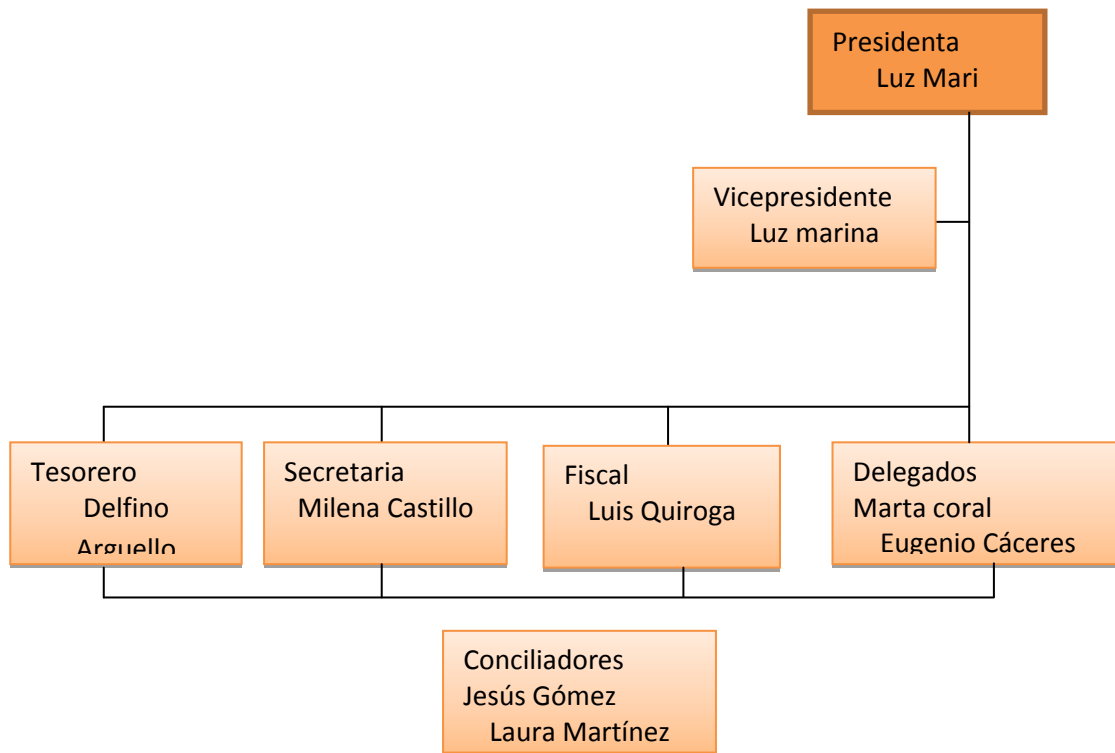 Presidenta
Luz Mari
Vicepresidente
Luz marina
Tesorero
Delfino
Arguello
Secretaria
Milena Castillo
Fiscal
Luis Quiroga
Delegados
Marta coral
Eugenio Cáceres
Conciliadores
Jesús Gómez
Laura Martínez